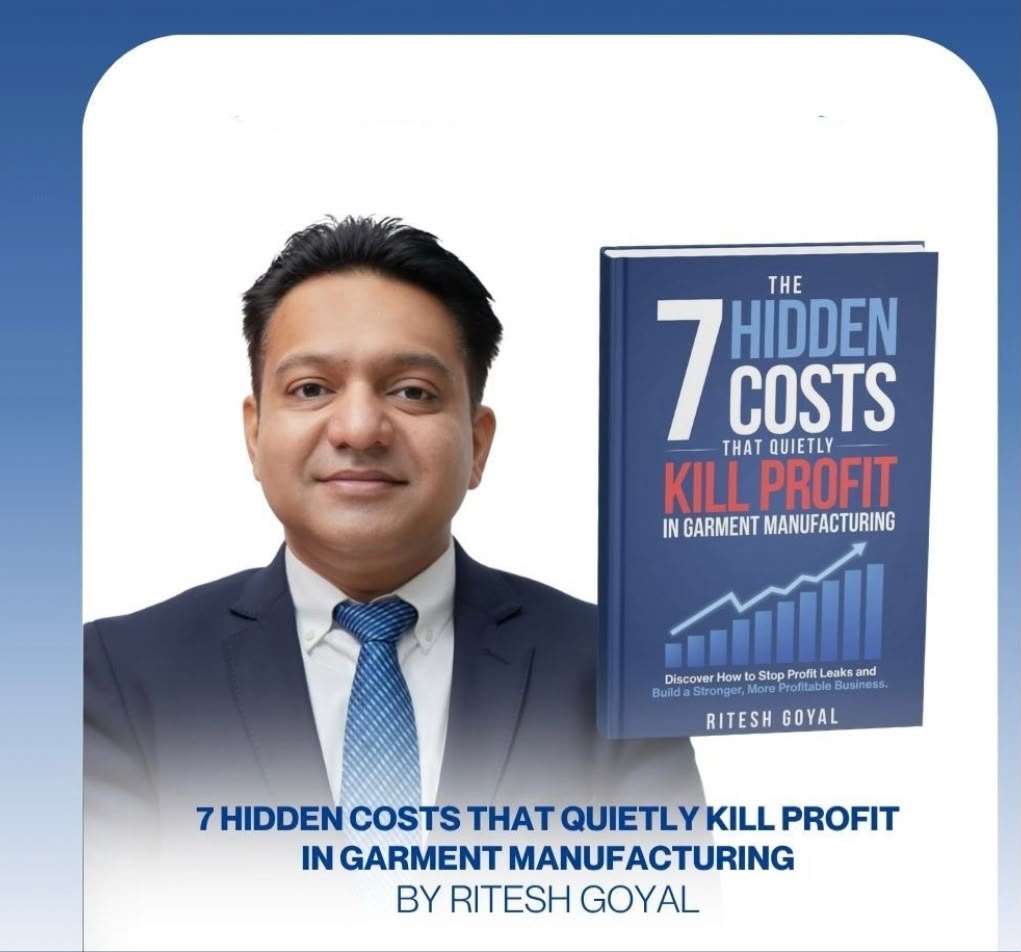 THE
7 HIDDEN
COSTS
THAT QUIETLY
KILL PROFIT
IN GARMENT MANUFACTURING
Discover How to Stop Profit Leaks and
Build a Stronger, More Profitable Business.
RITESH GOYAL
7 HIDDEN COSTS THAT QUIETLY KILL PROFIT
IN GARMENT MANUFACTURING
BY RITESH GOYAL